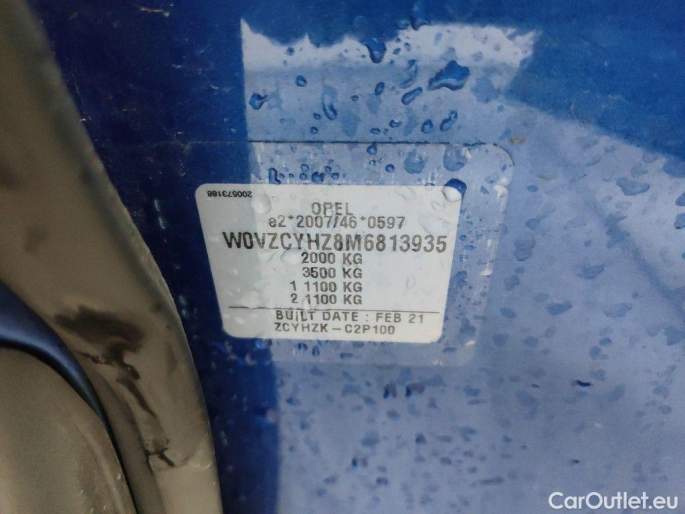 200573188
OPEL
e2*2007/46*0597
W0VZCYHZ8M6813935
2000 KG
3500 KG
1 1100 KG
2 1100 KG
BUILT DATE : FEB 21
ZCYHZK - C2P100
CarOutlet.eu